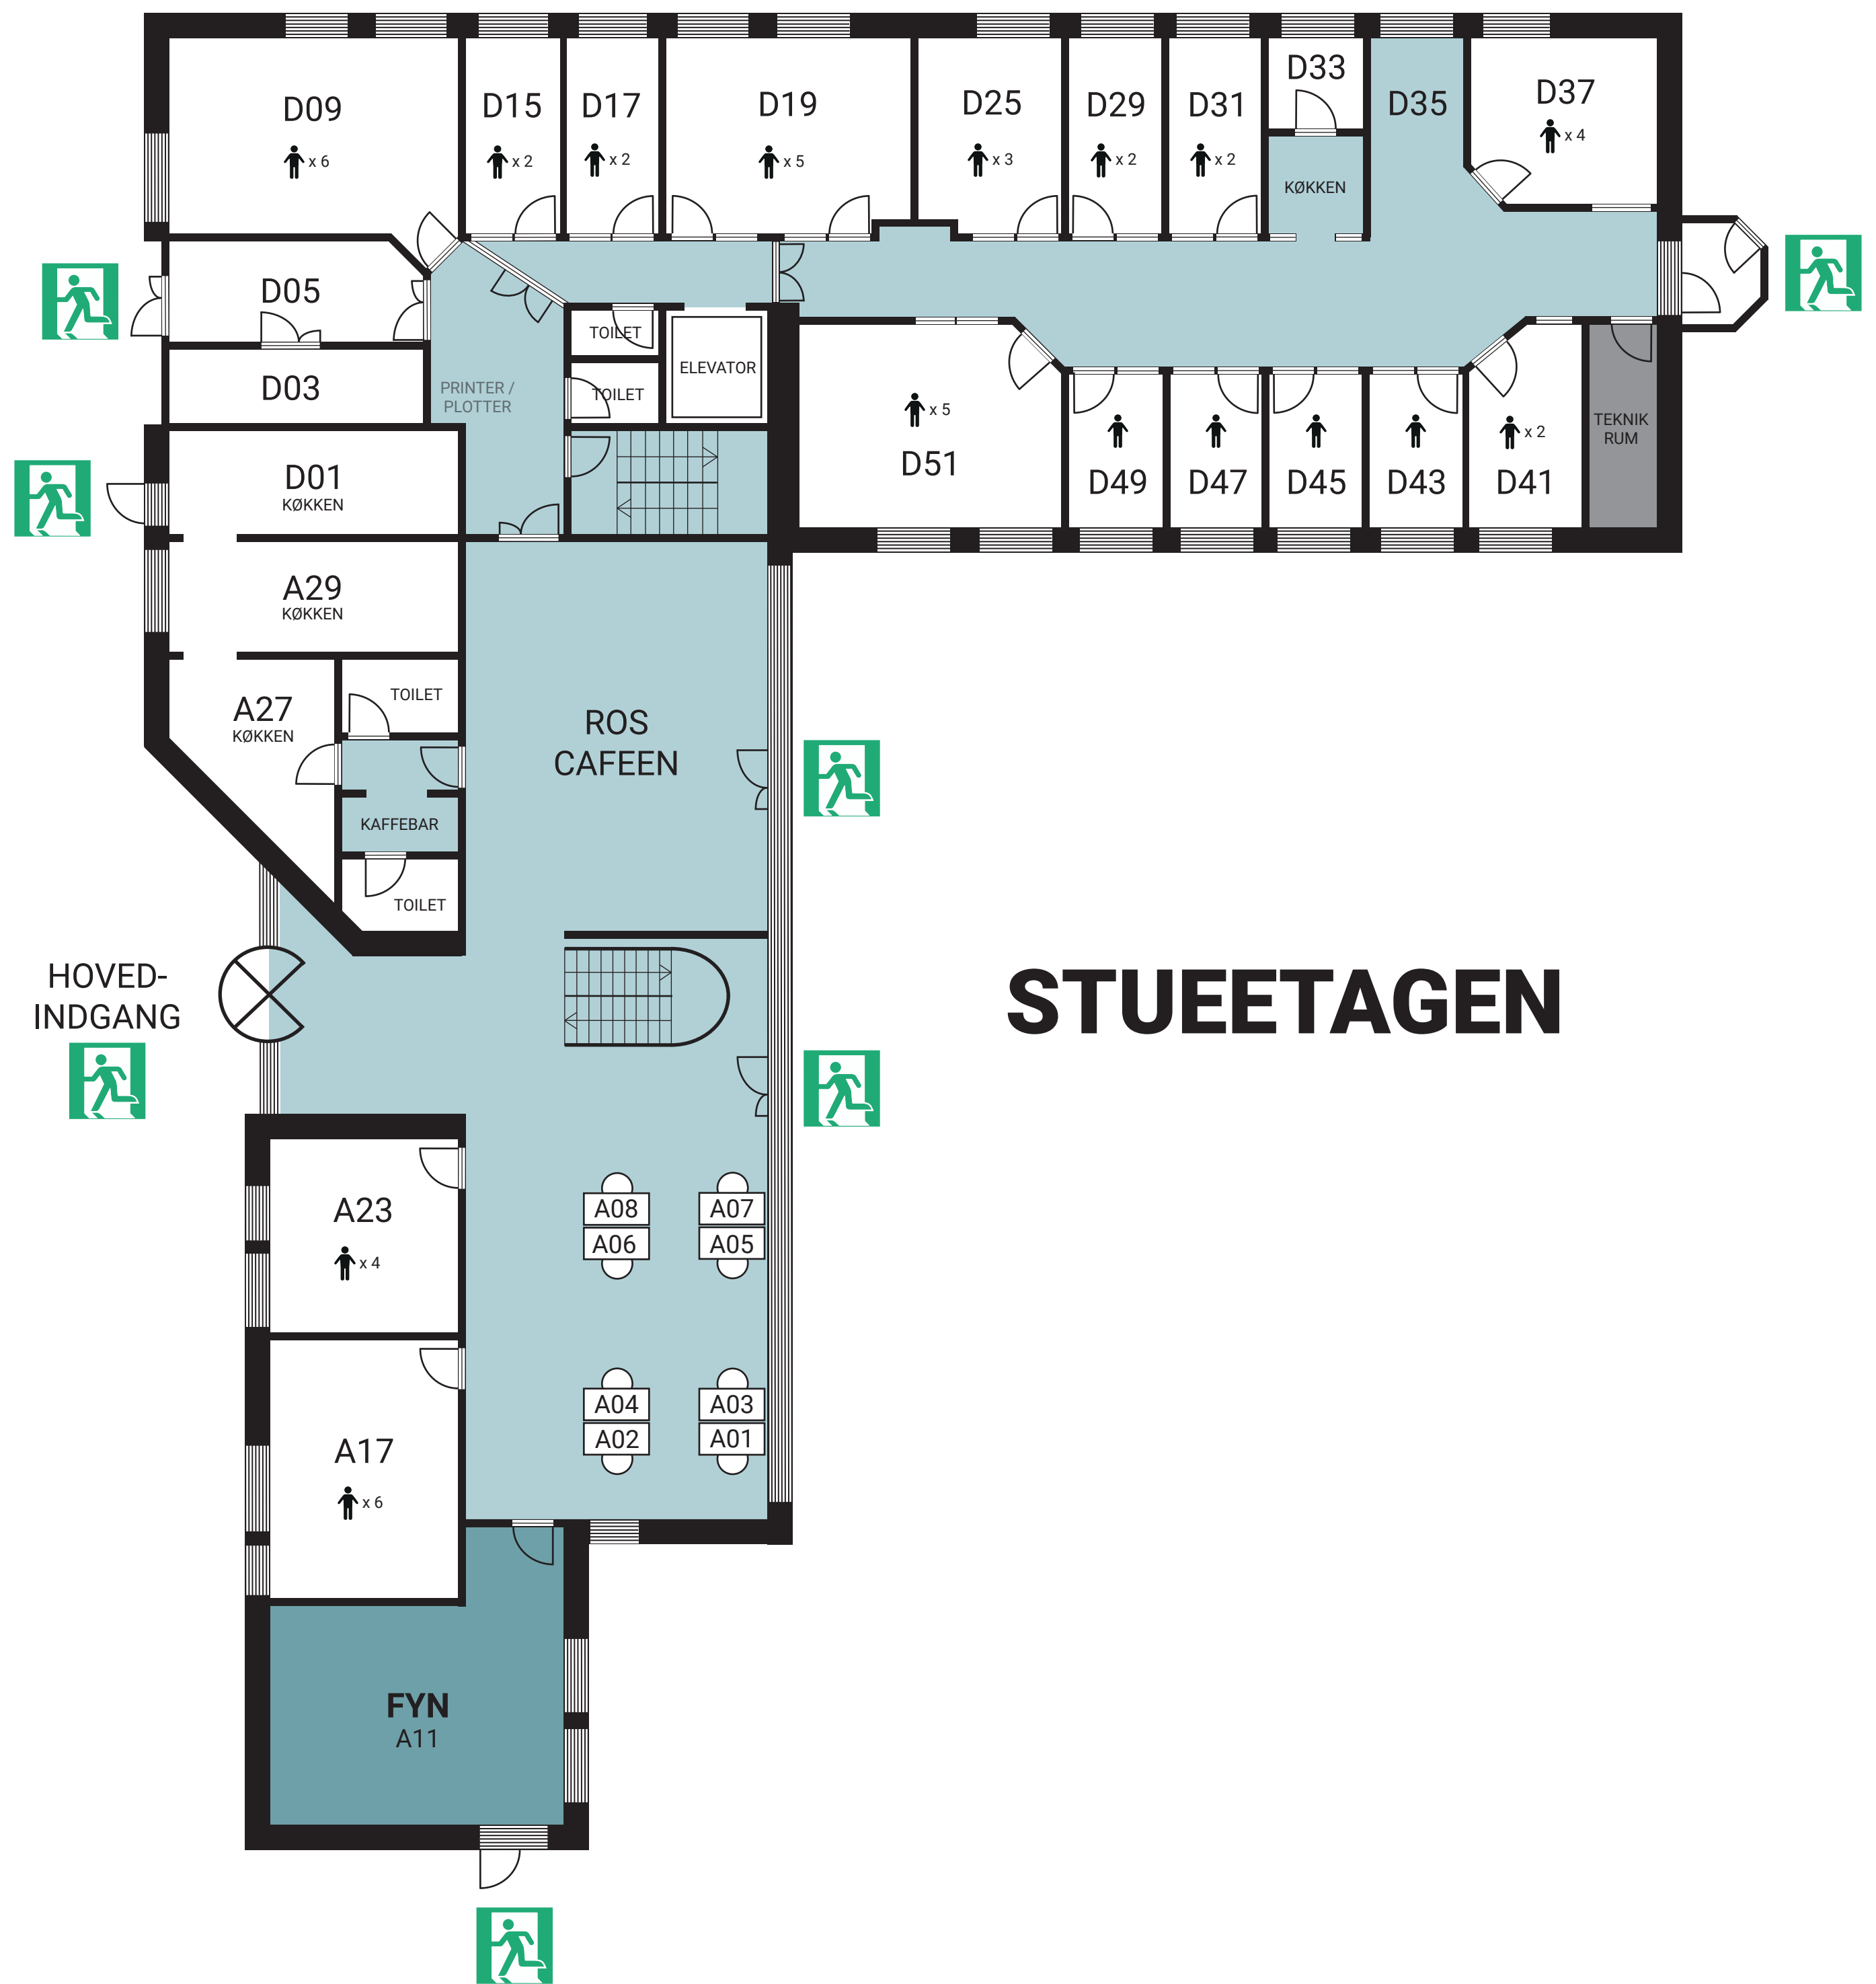 D09
x 6
D15
x 2
D17
x 2
D19
x 5
D25
x 3
D29
x 2
D31
x 2
D33
KØKKEN
D35
D37
x 4
D05
D03
PRINTER /
PLOTTER
TOILET
TOILET
ELEVATOR
x 5
D51
D49
D47
D45
D43
x 2
D41
TEKNIK
RUM
D01
KØKKEN
A29
KØKKEN
A27
KØKKEN
TOILET
KAFFEBAR
TOILET
ROS
CAFEEN
HOVED-
INDGANG
STUEETAGEN
A23
x 4
A08
A06
A07
A05
A17
x 6
A04
A02
A03
A01
FYN
A11